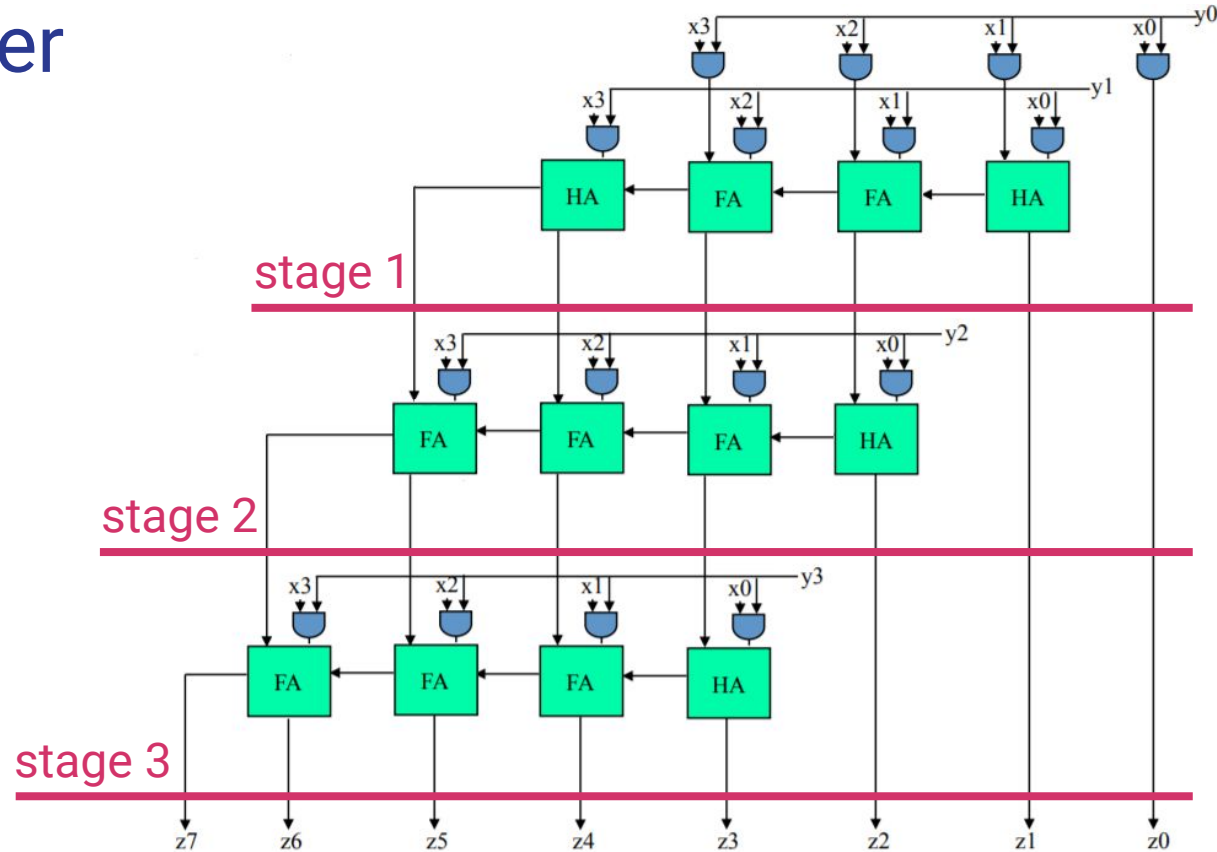 er
x3 x2 x1 x0 y0
x3 x2 x1 x0 y1
HA FA FA HA
stage 1
x3 x2 x1 x0 y2
FA FA FA HA
stage 2
x3 x2 x1 x0 y3
FA FA FA HA
stage 3
z7 z6 z5 z4 z3 z2 z1 z0